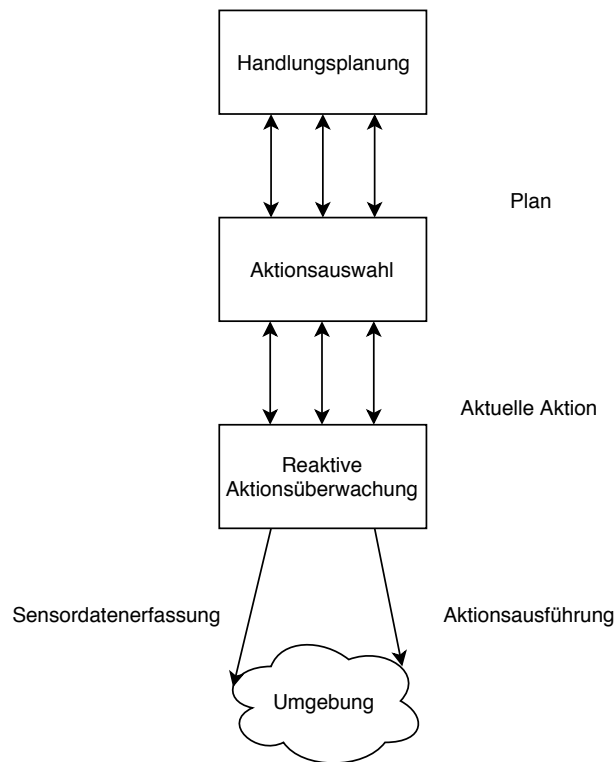 Handlungsplanung
Plan
Aktionsauswahl
Aktuelle Aktion
Reaktive
Aktionsüberwachung
Sensordatenerfassung
Aktionsausführung
Umgebung